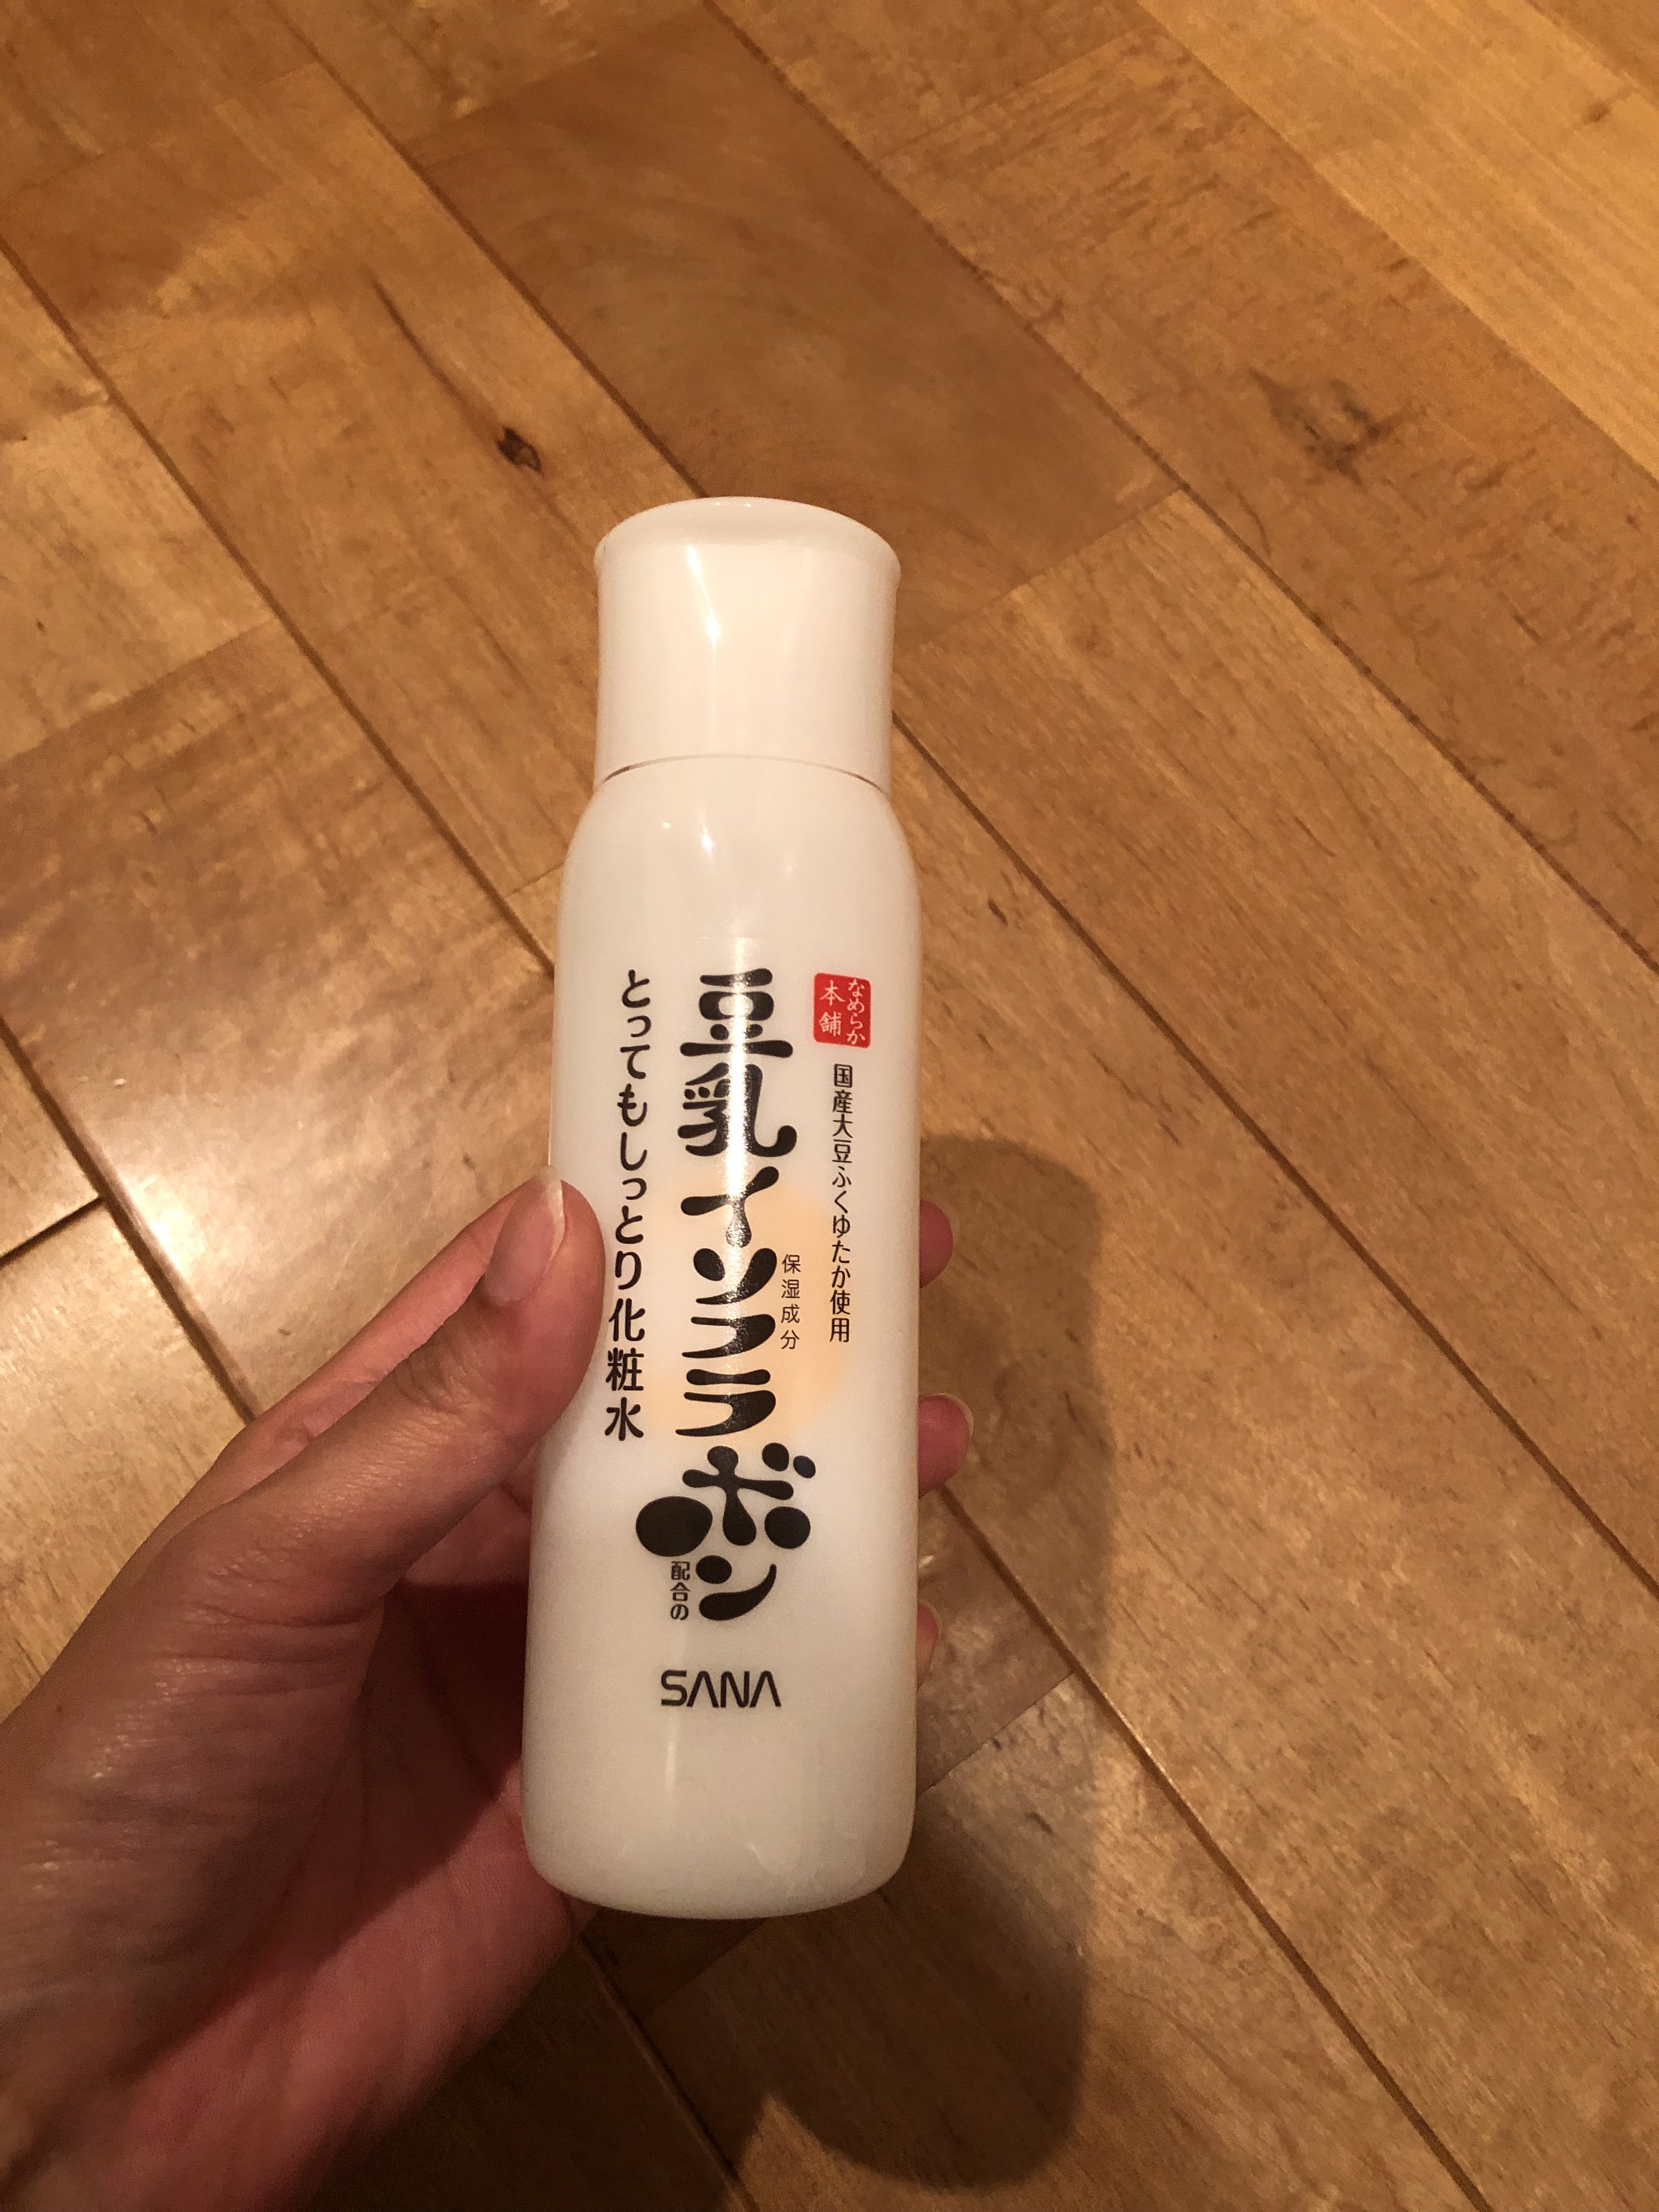 なめらか
本舗
国産大豆ふくゆたか使用
豆乳イソフラボン
保湿成分
配合の
とってもしっとり化粧水
SANA